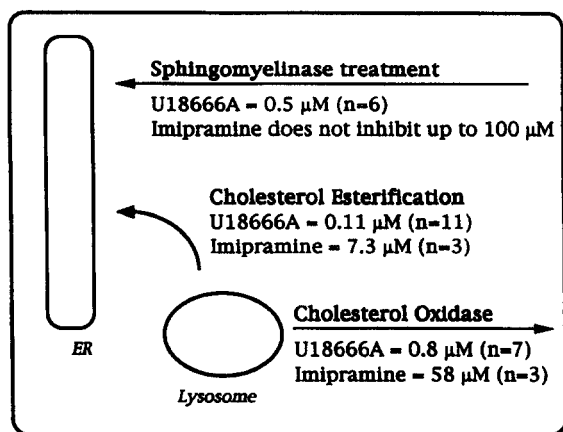 Sphingomyelinase treatment
U18666A = 0.5 µM (n=6)
Imipramine does not inhibit up to 100 µM
Cholesterol Esterification
U18666A = 0.11 µM (n=11)
Imipramine = 7.3 µM (n=3)
Cholesterol Oxidase
U18666A = 0.8 µM (n=7)
Imipramine = 58 µM (n=3)
ER
Lysosome